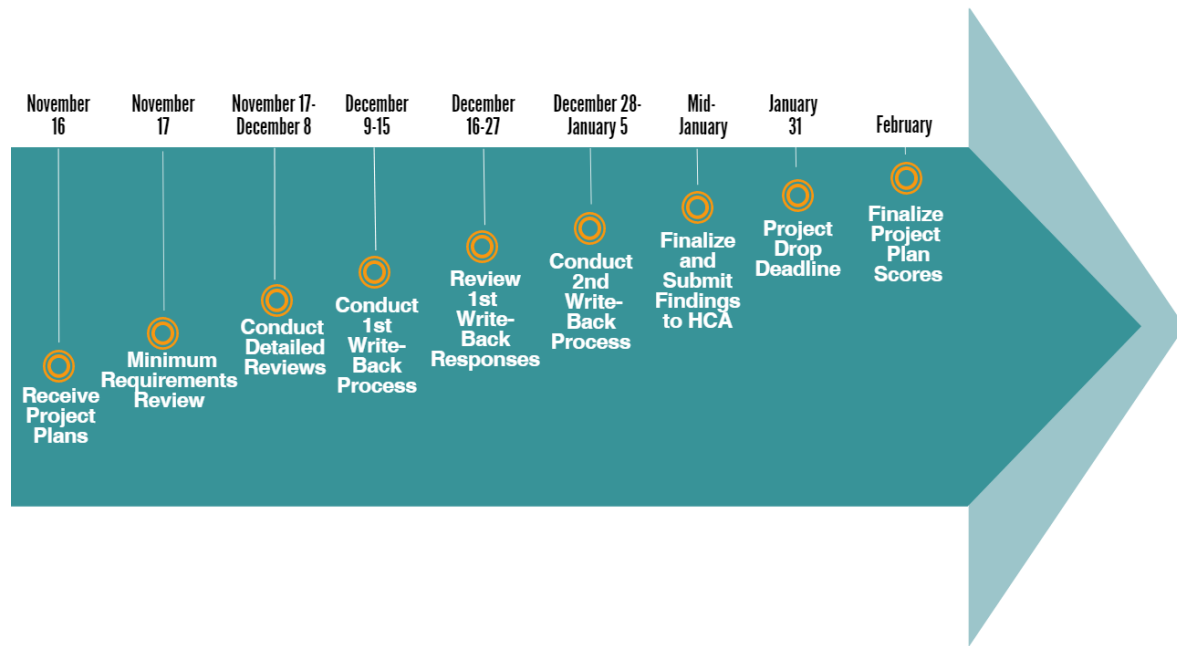 November
16
Receive
Project
Plans
November
17
Minimum
Requirements
Review
November 17-
December 8
Conduct
Detailed
Reviews
December
9-15
Conduct
1st
Write-
Back
Process
December
16-27
Review
1st
Write-
Back
Responses
December 28-
January 5
Conduct
2nd
Write-
Back
Process
Mid-
January
Finalize
and
Submit
Findings
to HCA
January
31
Project
Drop
Deadline
February
Finalize
Project
Plan
Scores